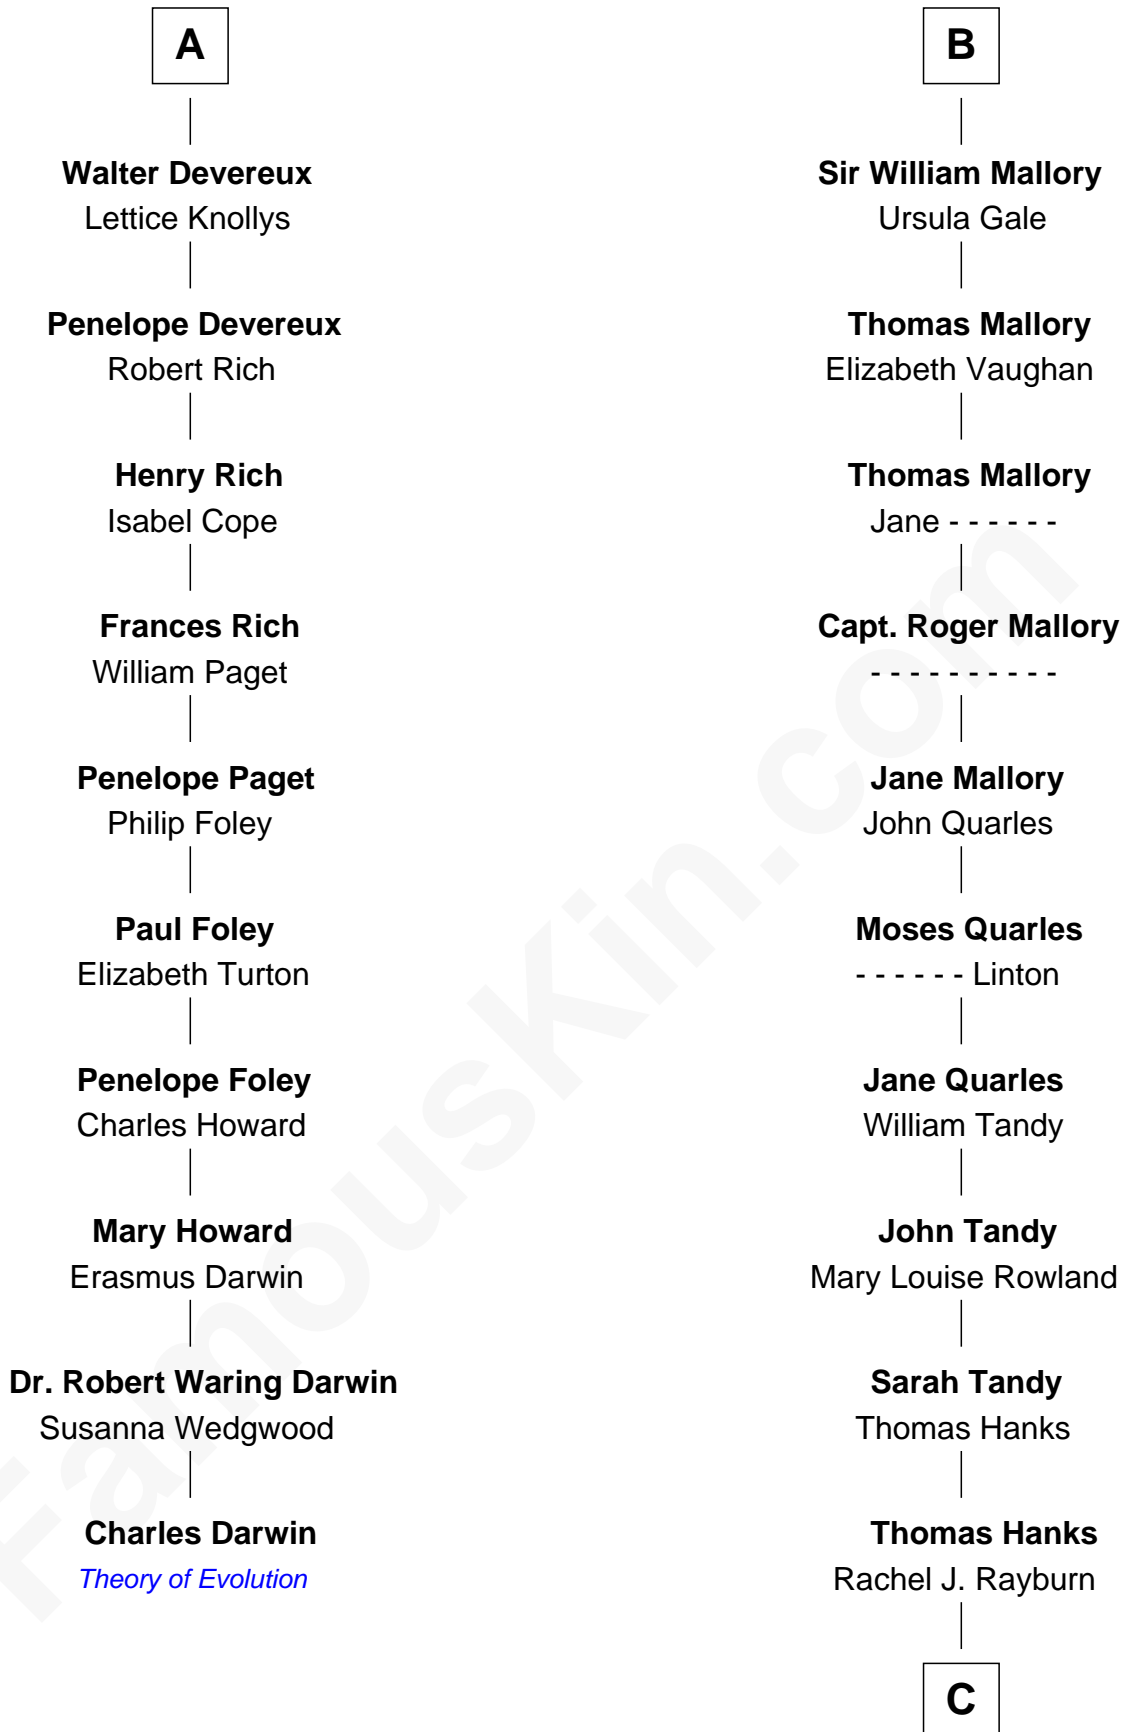 A
Walter Devereux
Lettice Knollys
Penelope Devereux
Robert Rich
Henry Rich
Isabel Cope
Frances Rich
William Paget
Penelope Paget
Philip Foley
Paul Foley
Elizabeth Turton
Penelope Foley
Charles Howard
Mary Howard
Erasmus Darwin
Dr. Robert Waring Darwin
Susanna Wedgwood
Charles Darwin
Theory of Evolution
B
Sir William Mallory
Ursula Gale
Thomas Mallory
Elizabeth Vaughan
Thomas Mallory
Jane - - - - - -
Capt. Roger Mallory
- - - - - - - - - -
Jane Mallory
John Quarles
Moses Quarles
- - - - - - Linton
Jane Quarles
William Tandy
John Tandy
Mary Louise Rowland
Sarah Tandy
Thomas Hanks
Thomas Hanks
Rachel J. Rayburn
C
FamousKin.com